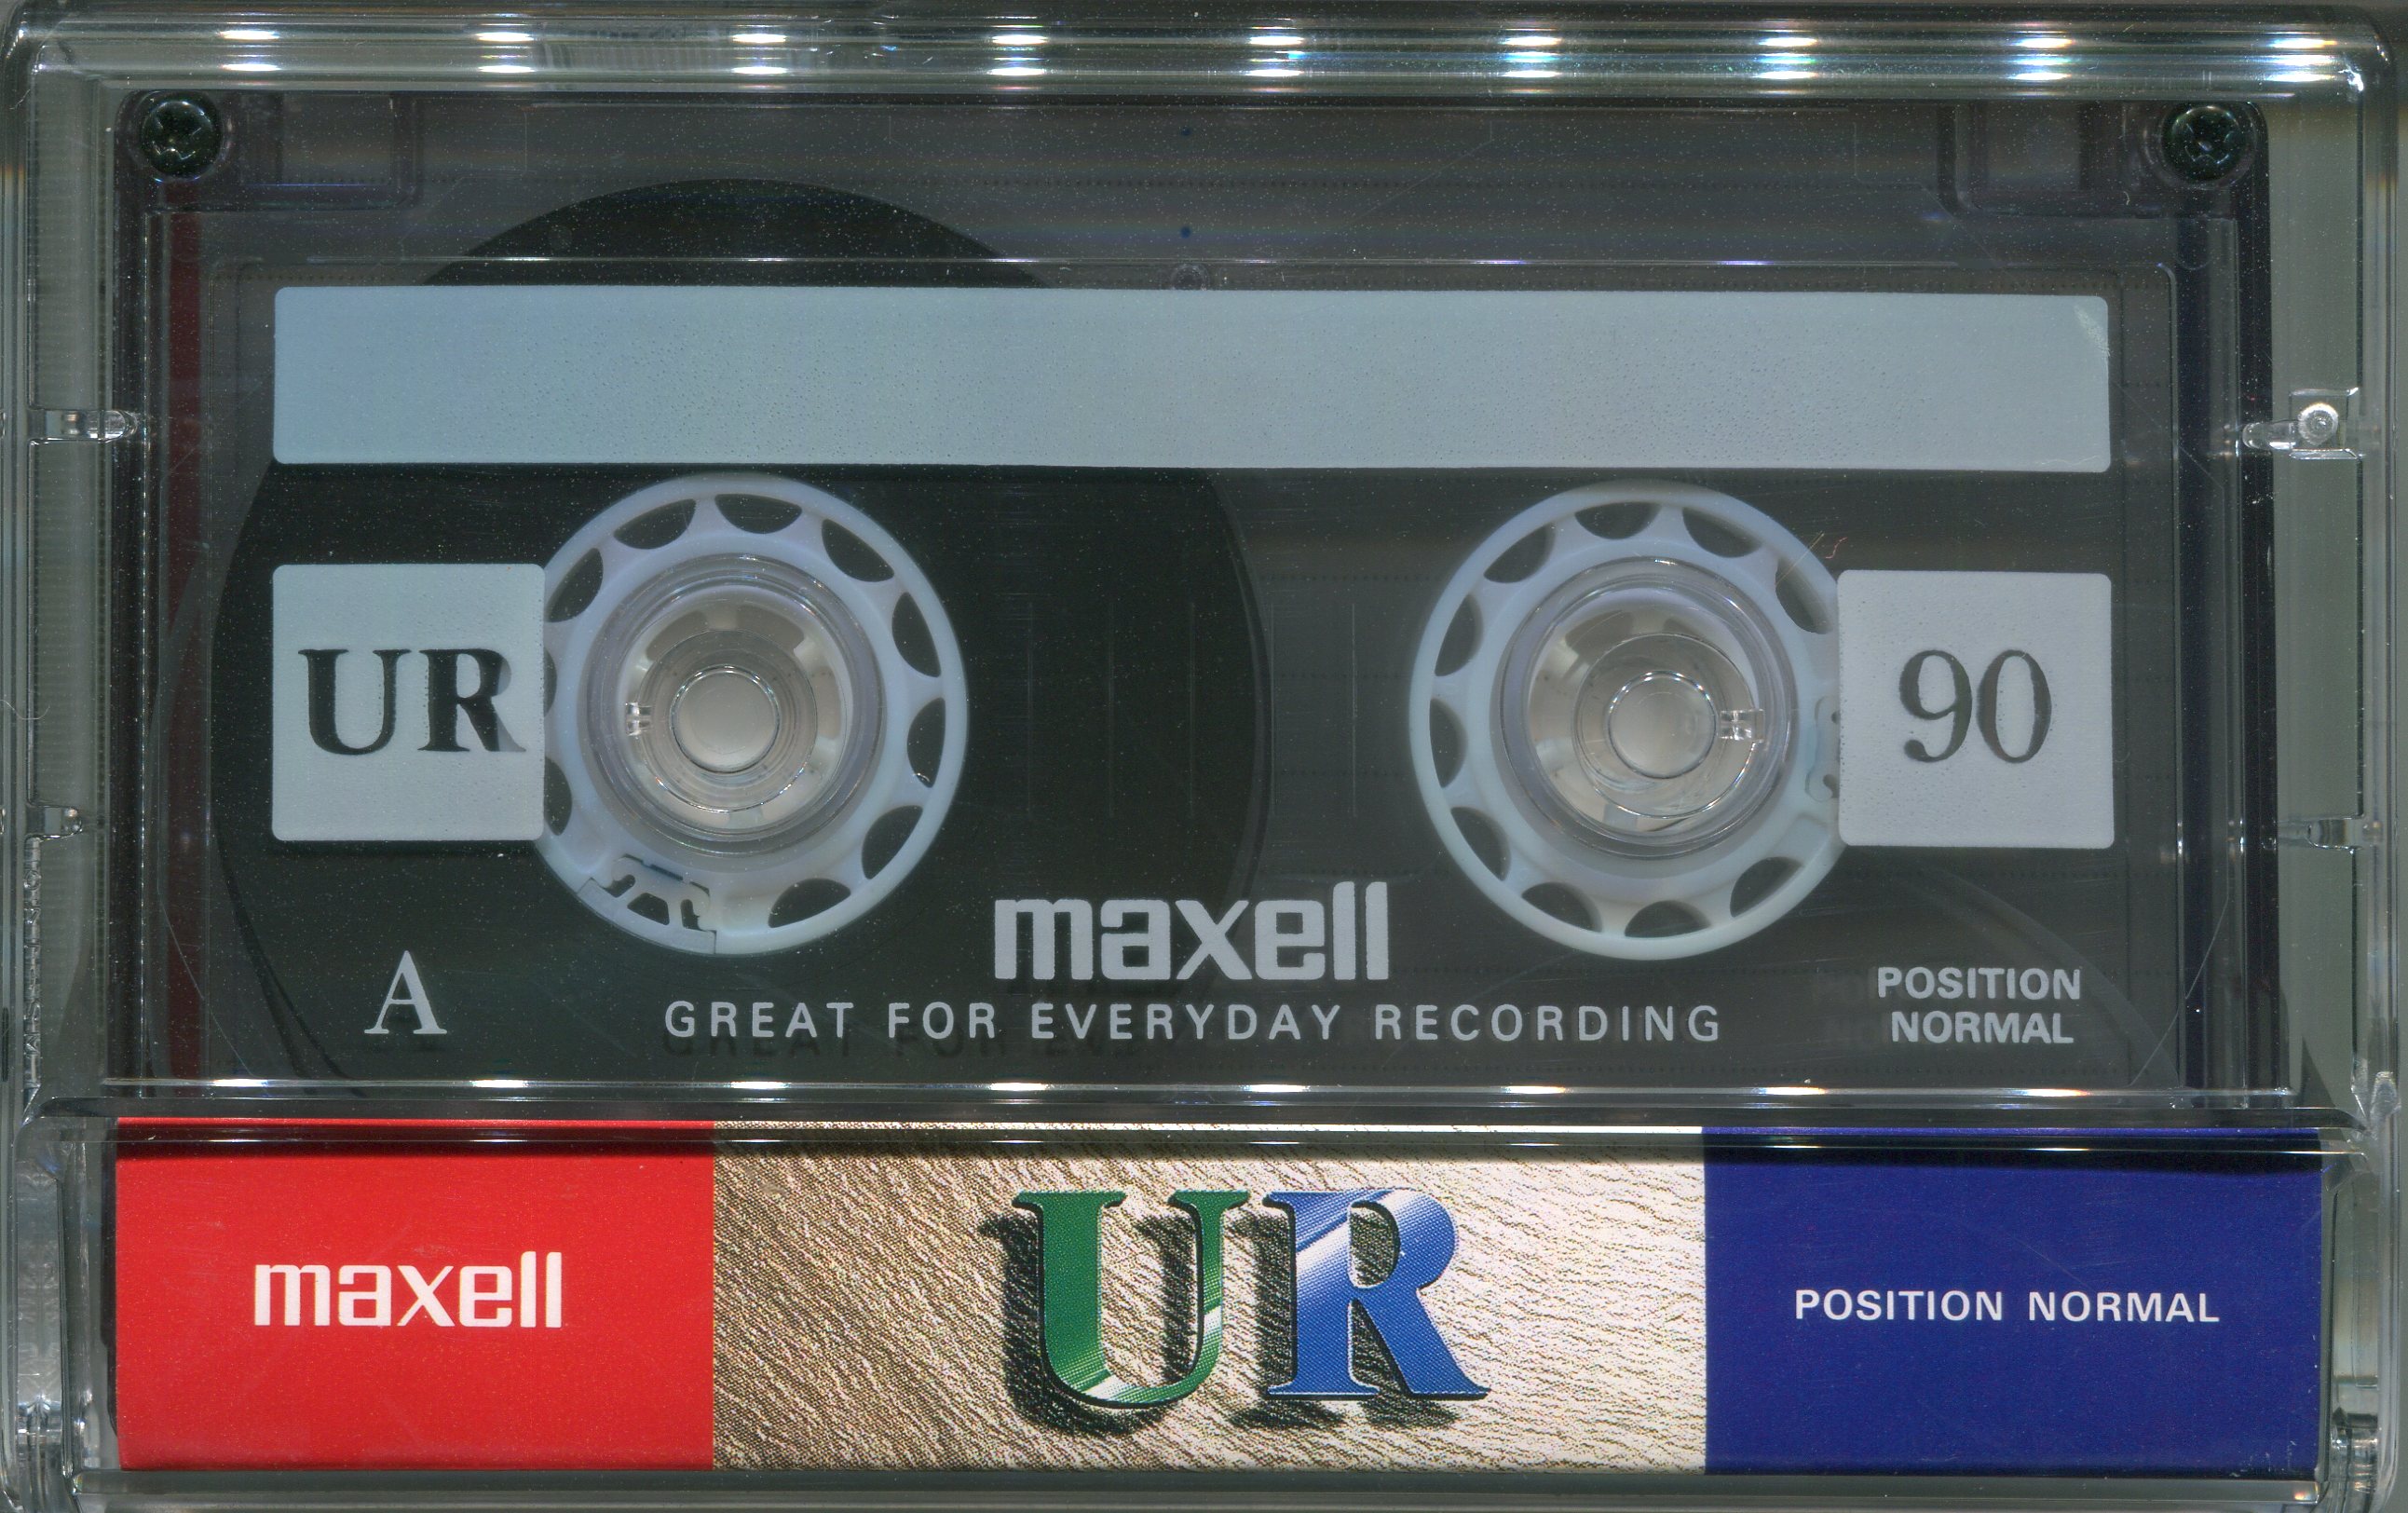 UR
90
maxell
A
GREAT FOR EVERYDAY RECORDING
POSITION
NORMAL
maxell
UR
POSITION NORMAL